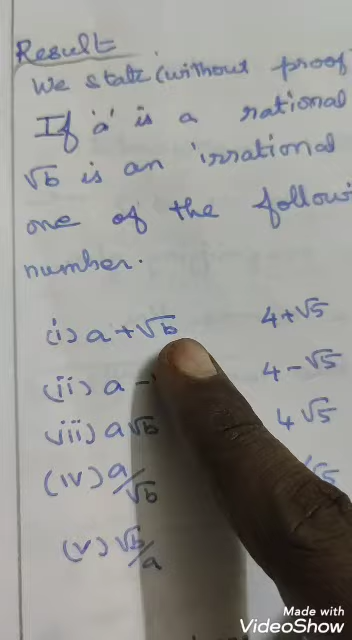 Result
We state (without proof
If 'a' is a rational
√b is an irrational
one of the follow
number.
(i) a + √b 4 + √5
(ii) a - 4 - √5
(iii) a√b 4√5
(iv) a/√b √5
(v) √b/a
Made with
VideoShow